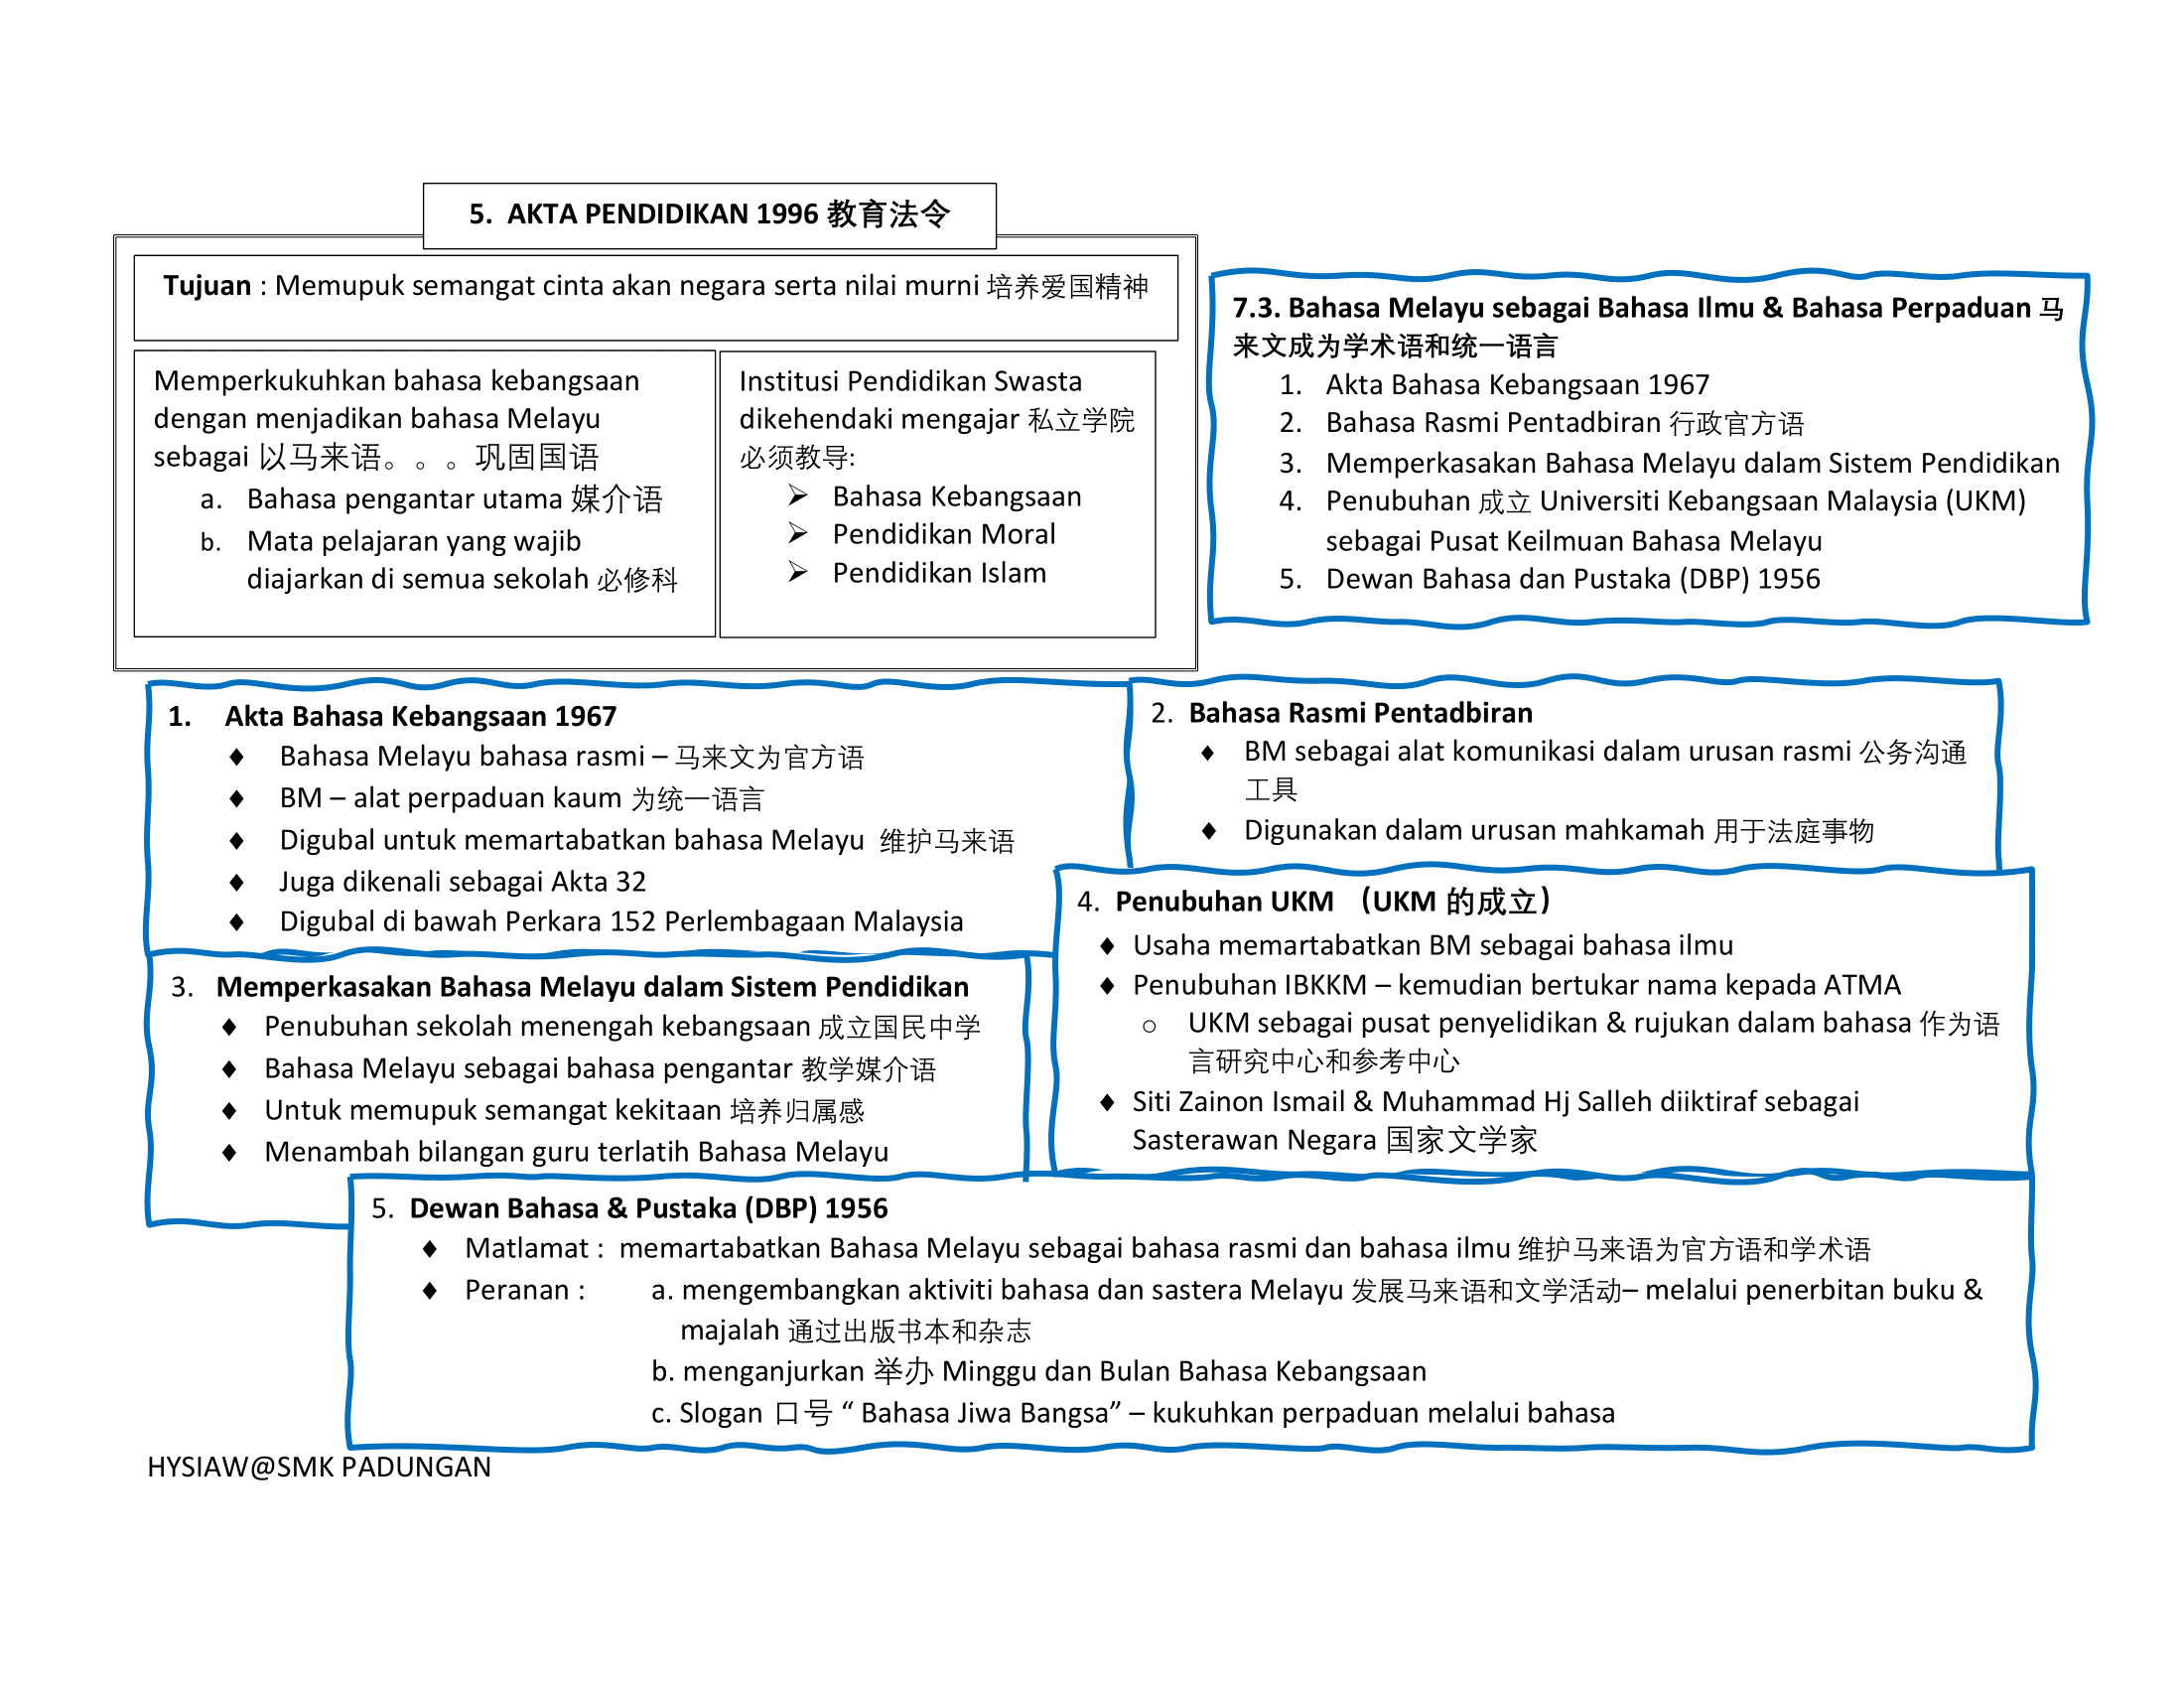 5. AKTA PENDIDIKAN 1996 教育法令
Tujuan : Memupuk semangat cinta akan negara serta nilai murni 培养爱国精神
Memperkukuhkan bahasa kebangsaan
dengan menjadikan bahasa Melayu
sebagai 以马来语。。。巩固国语
a. Bahasa pengantar utama 媒介语
b. Mata pelajaran yang wajib
diajarkan di semua sekolah 必修科
Institusi Pendidikan Swasta
dikehendaki mengajar 私立学院
必须教导:
➢ Bahasa Kebangsaan
➢ Pendidikan Moral
➢ Pendidikan Islam
7.3. Bahasa Melayu sebagai Bahasa Ilmu & Bahasa Perpaduan 马
来文成为学术语和统一语言
1. Akta Bahasa Kebangsaan 1967
2. Bahasa Rasmi Pentadbiran 行政官方语
3. Memperkasakan Bahasa Melayu dalam Sistem Pendidikan
4. Penubuhan 成立 Universiti Kebangsaan Malaysia (UKM)
sebagai Pusat Keilmuan Bahasa Melayu
5. Dewan Bahasa dan Pustaka (DBP) 1956
1. Akta Bahasa Kebangsaan 1967
♦ Bahasa Melayu bahasa rasmi – 马来文为官方语
♦ BM – alat perpaduan kaum 为统一语言
♦ Digubal untuk memartabatkan bahasa Melayu 维护马来语
♦ Juga dikenali sebagai Akta 32
♦ Digubal di bawah Perkara 152 Perlembagaan Malaysia
2. Bahasa Rasmi Pentadbiran
♦ BM sebagai alat komunikasi dalam urusan rasmi 公务沟通
工具
♦ Digunakan dalam urusan mahkamah 用于法庭事物
3. Memperkasakan Bahasa Melayu dalam Sistem Pendidikan
♦ Penubuhan sekolah menengah kebangsaan 成立国民中学
♦ Bahasa Melayu sebagai bahasa pengantar 教学媒介语
♦ Untuk memupuk semangat kekitaan 培养归属感
♦ Menambah bilangan guru terlatih Bahasa Melayu
4. Penubuhan UKM （UKM 的成立）
♦ Usaha memartabatkan BM sebagai bahasa ilmu
♦ Penubuhan IBKKM – kemudian bertukar nama kepada ATMA
o UKM sebagai pusat penyelidikan & rujukan dalam bahasa 作为语
言研究中心和参考中心
♦ Siti Zainon Ismail & Muhammad Hj Salleh diiktiraf sebagai
Sasterawan Negara 国家文学家
5. Dewan Bahasa & Pustaka (DBP) 1956
♦ Matlamat : memartabatkan Bahasa Melayu sebagai bahasa rasmi dan bahasa ilmu 维护马来语为官方语和学术语
♦ Peranan : a. mengembangkan aktiviti bahasa dan sastera Melayu 发展马来语和文学活动– melalui penerbitan buku &
majalah 通过出版书本和杂志
b. menganjurkan 举办 Minggu dan Bulan Bahasa Kebangsaan
c. Slogan 口号 “ Bahasa Jiwa Bangsa” – kukuhkan perpaduan melalui bahasa
HYSIAW@SMK PADUNGAN